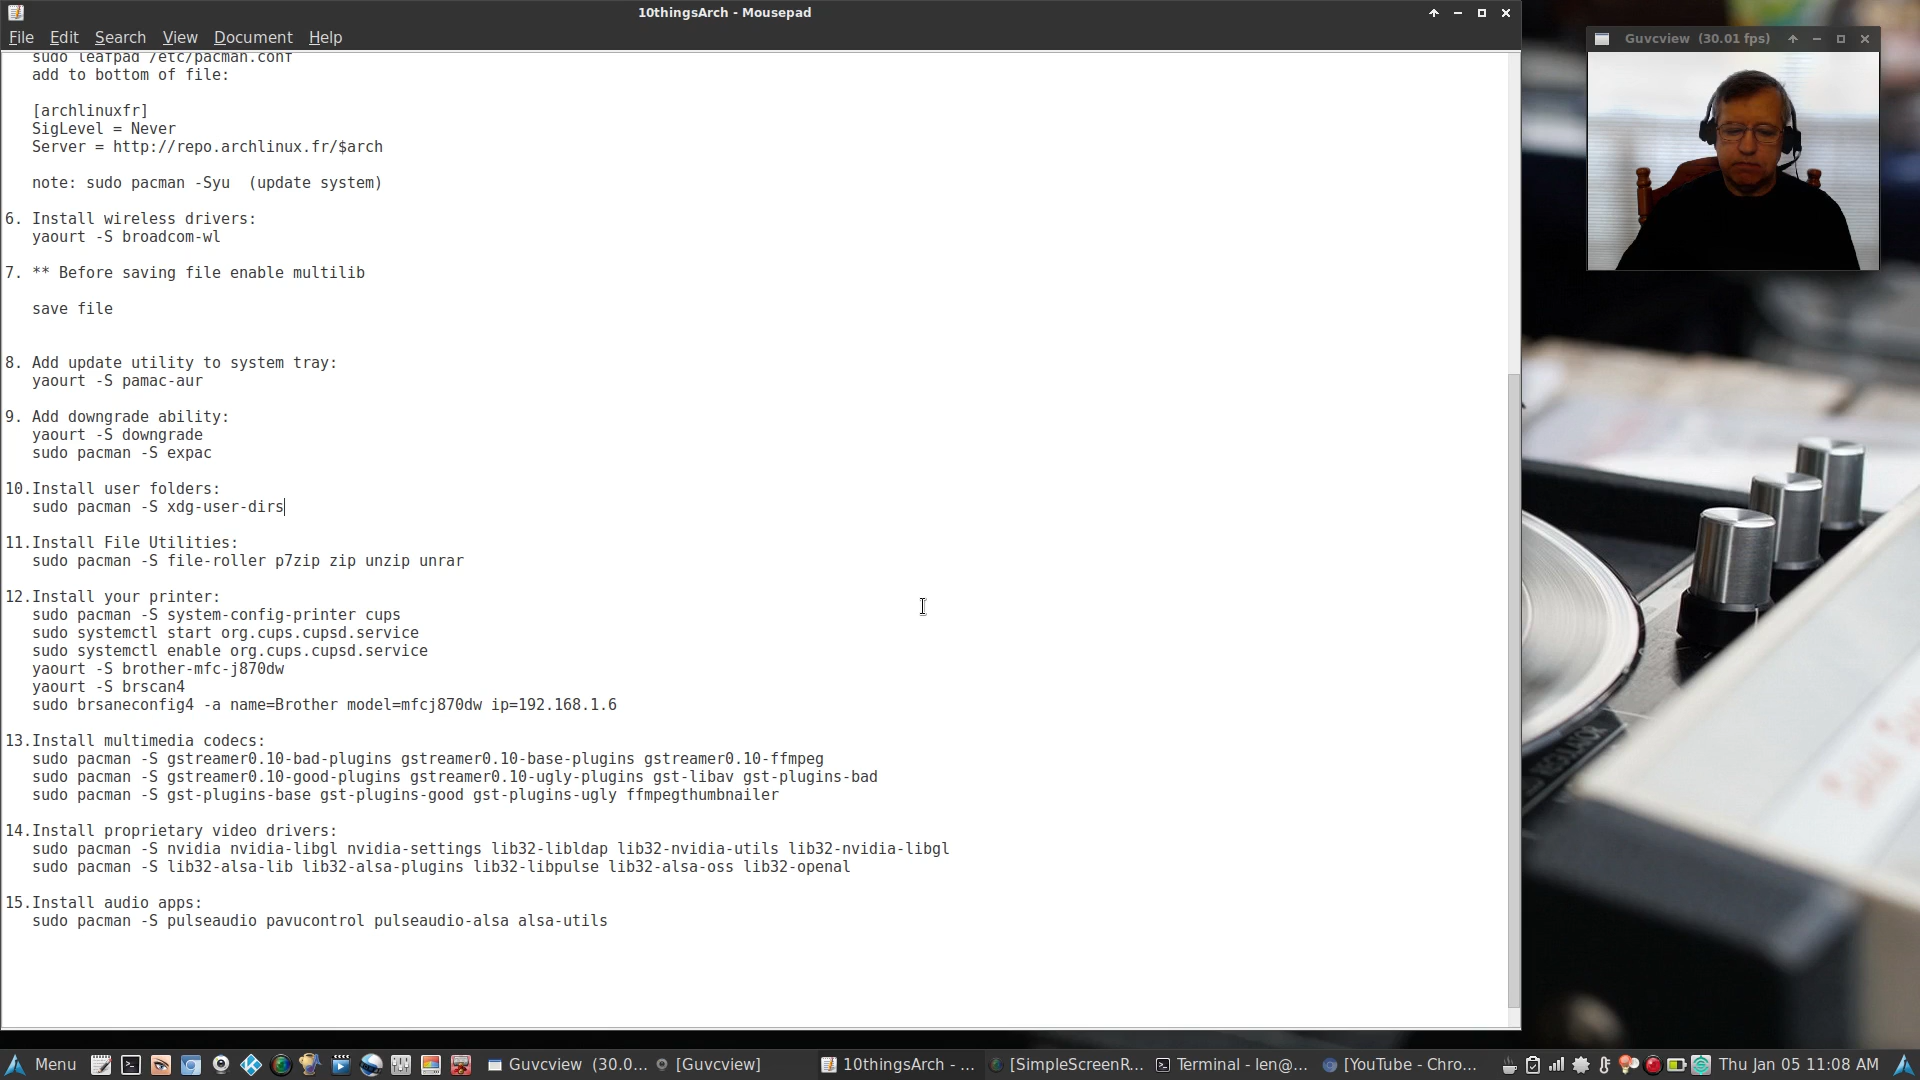 10thingsArch - Mousepad
Guvcview (30.01 fps)
File Edit Search View Document Help
sudo leafpad /etc/pacman.conf
add to bottom of file:
[archlinuxfr]
SigLevel = Never
Server = http://repo.archlinux.fr/$arch
note: sudo pacman -Syu  (update system)
6. Install wireless drivers:
yaourt -S broadcom-wl
7. ** Before saving file enable multilib
save file
8. Add update utility to system tray:
yaourt -S pamac-aur
9. Add downgrade ability:
yaourt -S downgrade
sudo pacman -S expac
10.Install user folders:
sudo pacman -S xdg-user-dirs
11.Install File Utilities:
sudo pacman -S file-roller p7zip zip unzip unrar
12.Install your printer:
sudo pacman -S system-config-printer cups
sudo systemctl start org.cups.cupsd.service
sudo systemctl enable org.cups.cupsd.service
yaourt -S brother-mfc-j870dw
yaourt -S brscan4
sudo brsaneconfig4 -a name=Brother model=mfcj870dw ip=192.168.1.6
13.Install multimedia codecs:
sudo pacman -S gstreamer0.10-bad-plugins gstreamer0.10-base-plugins gstreamer0.10-ffmpeg
sudo pacman -S gstreamer0.10-good-plugins gstreamer0.10-ugly-plugins gst-libav gst-plugins-bad
sudo pacman -S gst-plugins-base gst-plugins-good gst-plugins-ugly ffmpegthumbnailer
14.Install proprietary video drivers:
sudo pacman -S nvidia nvidia-libgl nvidia-settings lib32-libldap lib32-nvidia-utils lib32-nvidia-libgl
sudo pacman -S lib32-alsa-lib lib32-alsa-plugins lib32-libpulse lib32-alsa-oss lib32-openal
15.Install audio apps:
sudo pacman -S pulseaudio pavucontrol pulseaudio-alsa alsa-utils
Menu Guvcview (30.0... [Guvcview] 10thingsArch - ... [SimpleScreenR... Terminal - len@... [YouTube - Chro... Thu Jan 05 11:08 AM